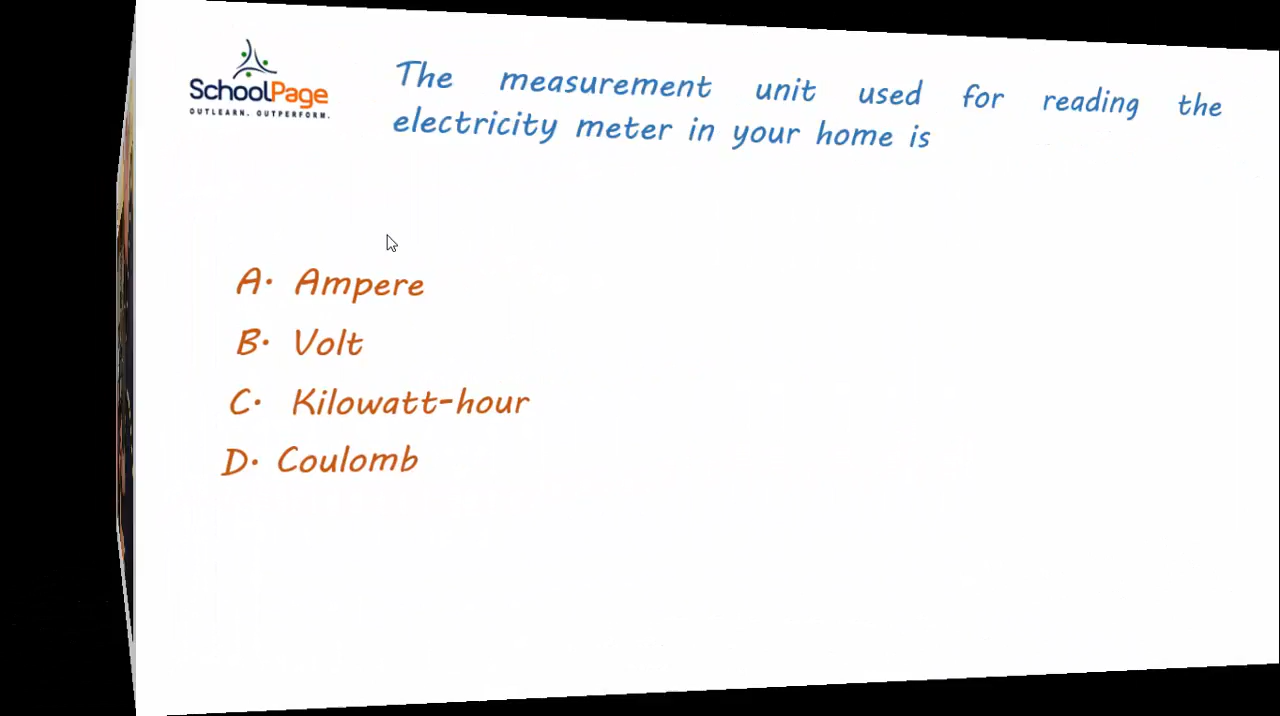 SchoolPage
OUTLEARN. OUTPERFORM.
The measurement unit used for reading the
electricity meter in your home is
A. Ampere
B. Volt
C. Kilowatt-hour
D. Coulomb